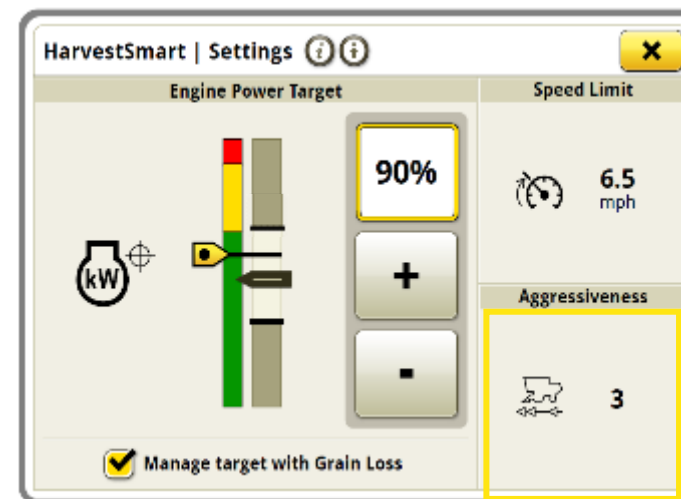 HarvestSmart | Settings
Engine Power Target
Speed Limit
90%
6.5
mph
kW
+
Aggressiveness
-
3
Manage target with Grain Loss